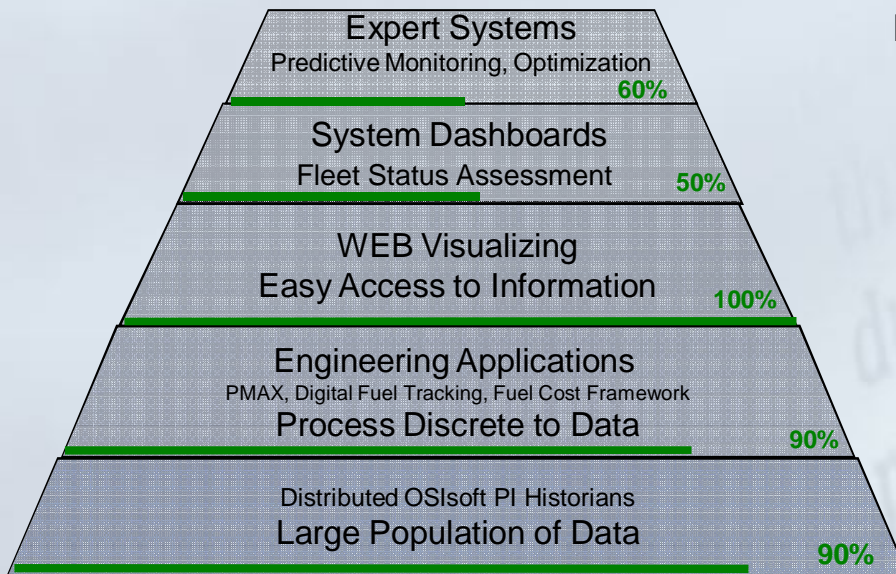 Expert Systems
Predictive Monitoring, Optimization
60%
System Dashboards
Fleet Status Assessment
50%
WEB Visualizing
Easy Access to Information
100%
Engineering Applications
PMAX, Digital Fuel Tracking, Fuel Cost Framework
Process Discrete to Data
90%
Distributed OSIsoft PI Historians
Large Population of Data
90%